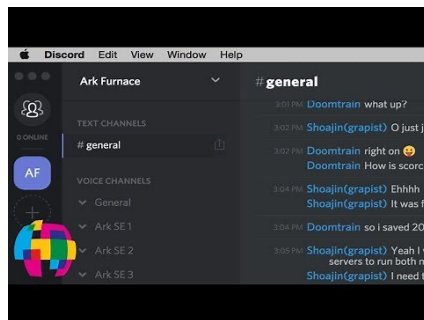 Discord Edit View Window Help
Ark Furnace
#general
0 ONLINE
AF
TEXT CHANNELS
# general
VOICE CHANNELS
General
Ark SE 1
Ark SE 2
Ark SE 3
3:01 PM Doomtrain what up?
3:02 PM Shoajin(grapist) O just j
3:02 PM Doomtrain right on 😜
Doomtrain How is scorc
3:04 PM Shoajin(grapist) Ehhhh
Shoajin(grapist) It was f
3:04 PM Doomtrain so i saved 20
3:05 PM Shoajin(grapist) Yeah I
servers to run both
Shoajin(grapist) I need t